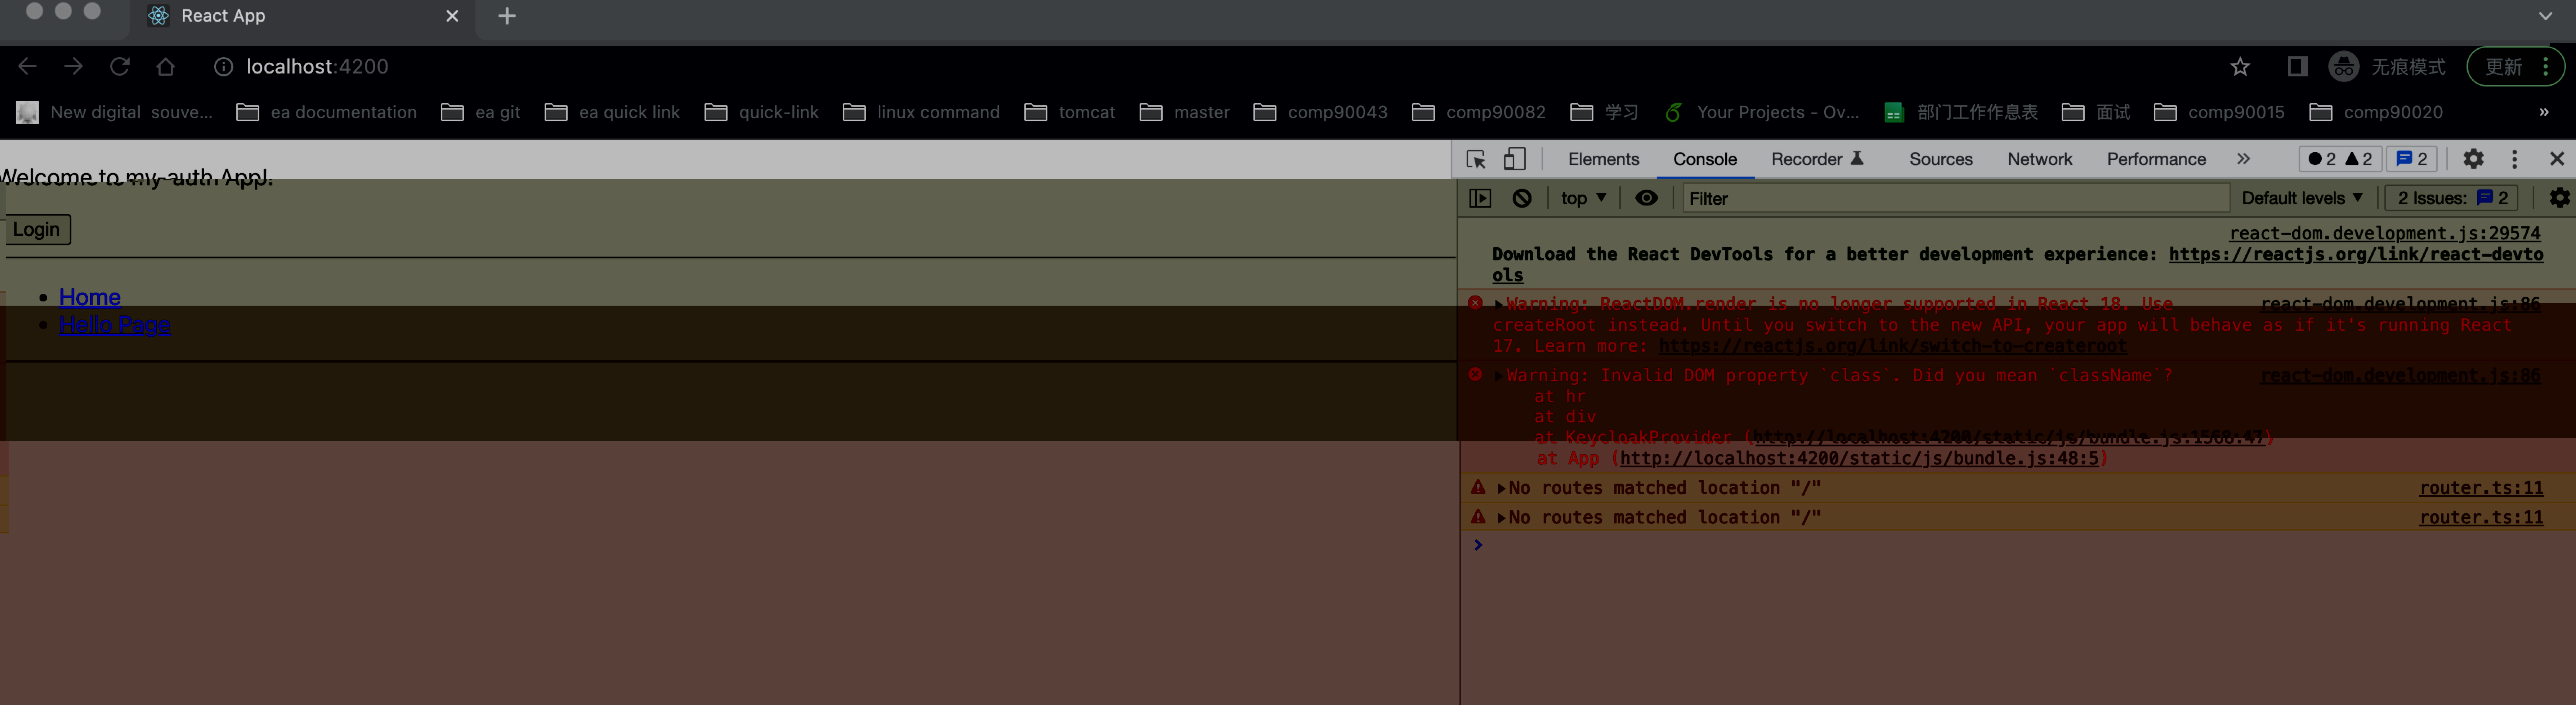 React App
localhost:4200
无痕模式
更新
New digital souve...
ea documentation
ea git
ea quick link
quick-link
linux command
tomcat
master
comp90043
comp90082
学习
Your Projects - Ov...
部门工作作息表
面试
comp90015
comp90020
»
Welcome to my-auth App!.
Login
Home
Hello Page
Elements
Console
Recorder
Sources
Network
Performance
»
2
2
2
top
Filter
Default levels
2 Issues:
2
react-dom.development.js:29574
Download the React DevTools for a better development experience: https://reactjs.org/link/react-devto
ols
Warning: ReactDOM.render is no longer supported in React 18. Use react-dom.development.js:86
createRoot instead. Until you switch to the new API, your app will behave as if it's running React
17. Learn more: https://reactjs.org/link/switch-to-createroot
Warning: Invalid DOM property `class`. Did you mean `className`? react-dom.development.js:86
at hr
at div
at KeycloakProvider (http://localhost:4200/static/js/bundle.js:1568:47)
at App (http://localhost:4200/static/js/bundle.js:48:5)
No routes matched location "/" router.ts:11
No routes matched location "/" router.ts:11